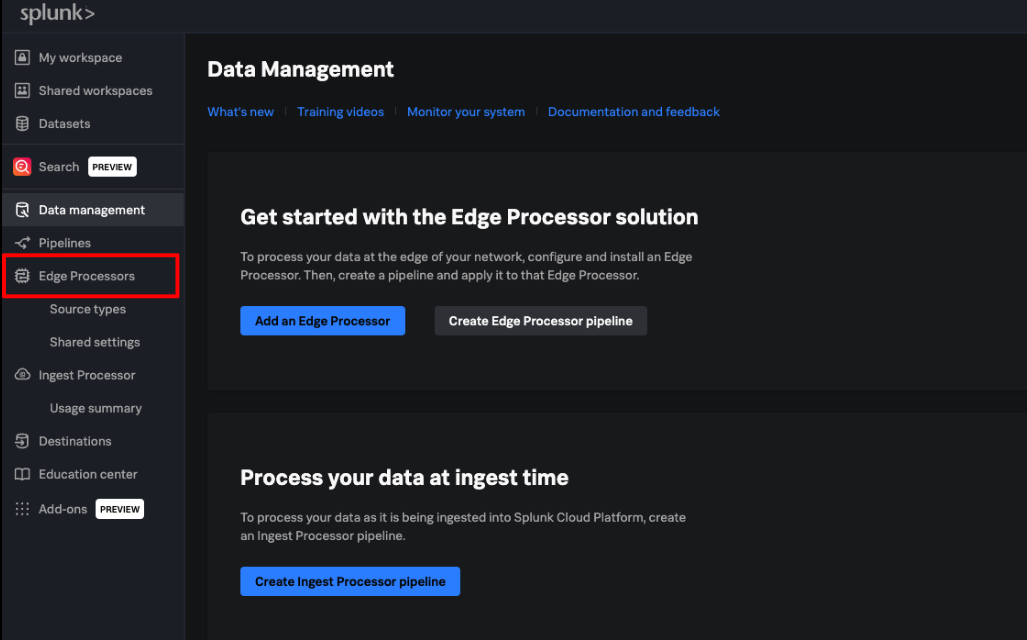 splunk>
My workspace
Shared workspaces
Datasets
Search PREVIEW
Data management
Pipelines
Edge Processors
Source types
Shared settings
Ingest Processor
Usage summary
Destinations
Education center
Add-ons PREVIEW
Data Management
What's new
Training videos
Monitor your system
Documentation and feedback
Get started with the Edge Processor solution
To process your data at the edge of your network, configure and install an Edge
Processor. Then, create a pipeline and apply it to that Edge Processor.
Add an Edge Processor
Create Edge Processor pipeline
Process your data at ingest time
To process your data as it is being ingested into Splunk Cloud Platform, create
an Ingest Processor pipeline.
Create Ingest Processor pipeline